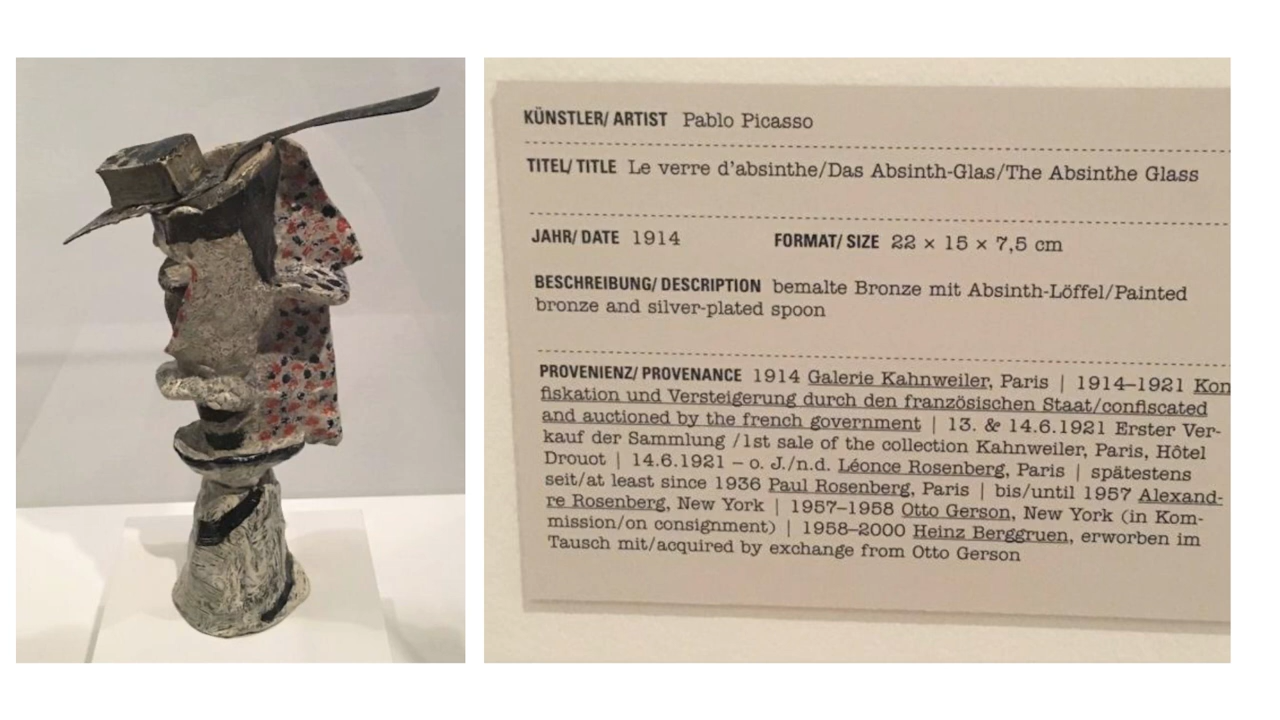 KÜNSTLER/ ARTIST Pablo Picasso
TITEL/ TITLE Le verre d'absinthe/Das Absinth-Glas/The Absinthe Glass
JAHR/ DATE 1914 FORMAT/ SIZE 22 × 15 × 7,5 cm
BESCHREIBUNG/ DESCRIPTION bemalte Bronze mit Absinth-Löffel/Painted
bronze and silver-plated spoon
PROVENIENZ/ PROVENANCE 1914 Galerie Kahnweiler, Paris | 1914–1921 Kon
fiskation und Versteigerung durch den französischen Staat/confiscated
and auctioned by the french government | 13. & 14.6.1921 Erster Ver-
kauf der Sammlung /1st sale of the collection Kahnweiler, Paris, Hôtel
Drouot | 14.6.1921 – o. J./n.d. Léonce Rosenberg, Paris | spätestens
seit/at least since 1936 Paul Rosenberg, Paris | bis/until 1957 Alexand-
re Rosenberg, New York | 1957–1958 Otto Gerson, New York (in Kom-
mission/on consignment) | 1958–2000 Heinz Berggruen, erworben im
Tausch mit/acquired by exchange from Otto Gerson